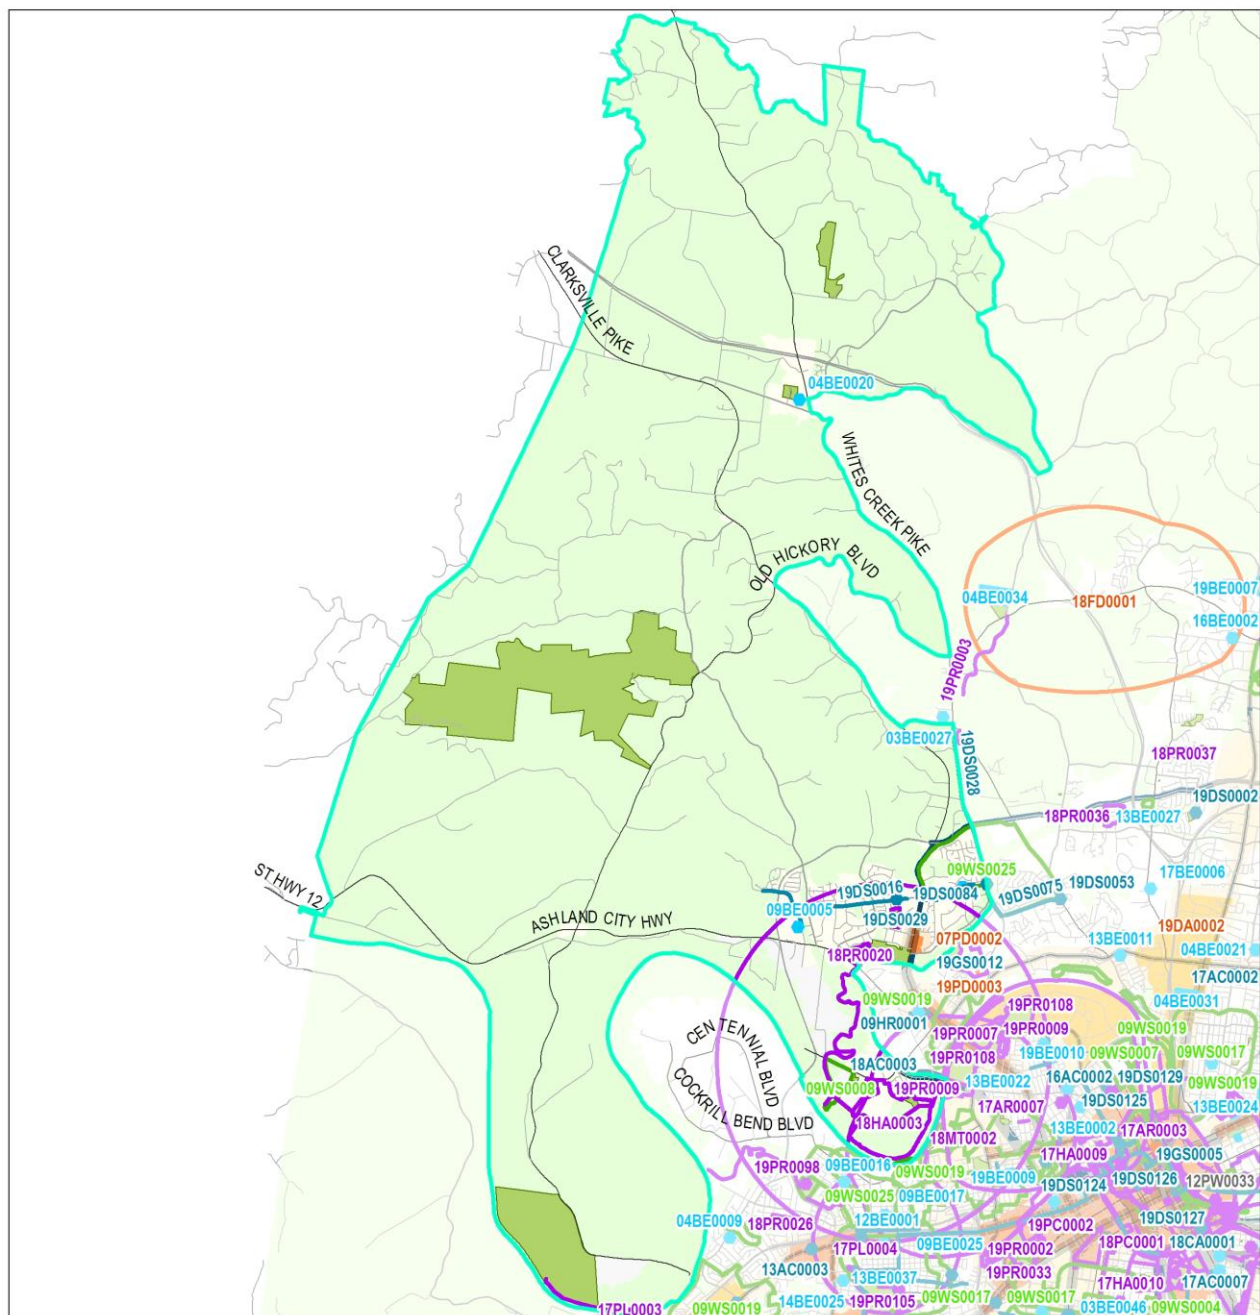 CLARKSVILLE PIKE
04BE0020
WHITES CREEK PIKE
OLD HICKORY BLVD
04BE0034
18FD0001
19BE0007
16BE0002
19PR0003
03BE0027
19DS0028
18PR0037
19DS0002
18PR0036
13BE0027
ST HWY 12
09WS0025
17BE0006
19DS0016
19DS0084
19DS0075
19DS0053
09BE0005
19DS0029
ASHLAND CITY HWY
19DA0002
07PD0002
13BE0011
04BE0021
18PR0020
19GS0012
17AC0002
19PD0003
04BE0031
09WS0019
19PR0108
CENTENNIAL BLVD
09HR0001
19PR0007
19PR0009
09WS0019
19PR0108
19BE0010
09WS0007
09WS0017
18AC0003
COCKRILL BEND BLVD
09WS0008
19PR0009
13BE0022
16AC0002
19DS0129
09WS0019
17AR0007
19DS0125
13BE0024
18HA0003
18MT0002
13BE0002
17AR0003
17HA0009
19GS0005
19PR0098
09BE0016
09WS0019
19BE0009
19DS0124
19DS0126
12PW0033
09WS0025
09BE0017
04BE0009
18PR0026
12BE0001
19PC0002
19DS0127
17PL0004
09BE0025
19PR0002
18PC0001
18CA0001
13AC0003
13BE0037
19PR0033
17HA0010
17AC0007
17PL0003
09WS0019
14BE0025
19PR0105
09WS0017
09WS0017
03BE0046
09WS0004